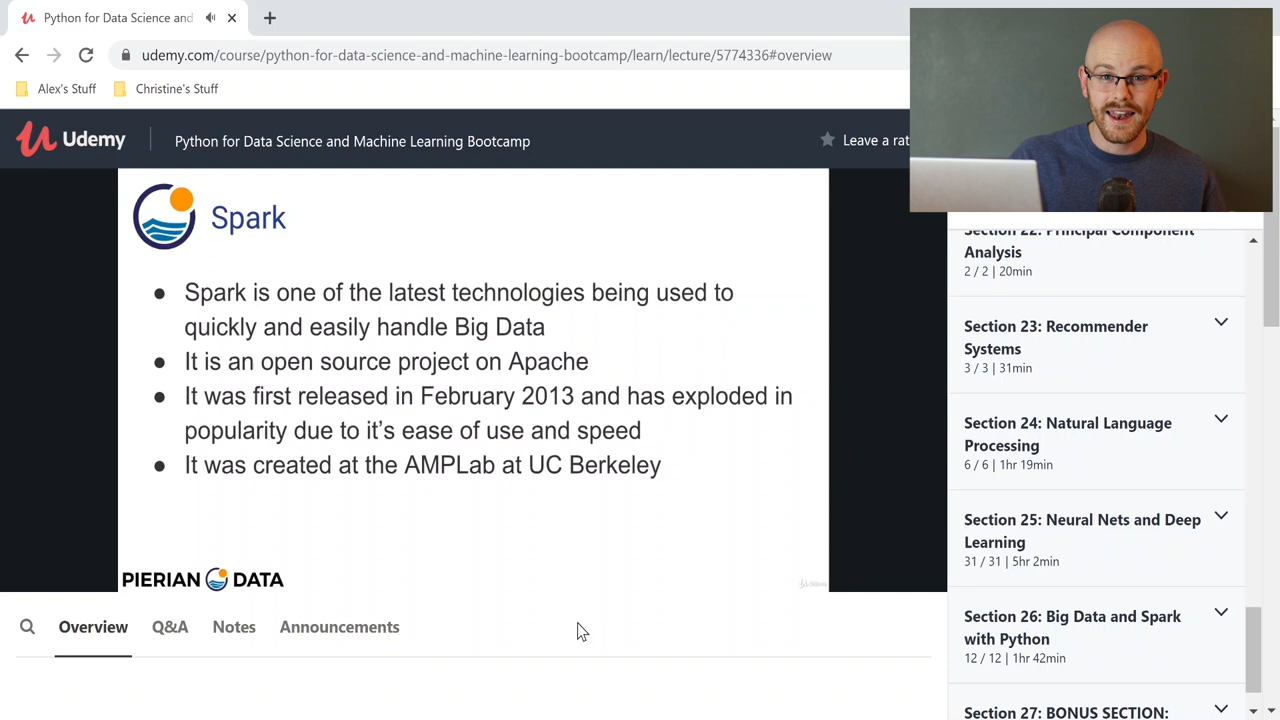 Python for Data Science and
udemy.com/course/python-for-data-science-and-machine-learning-bootcamp/learn/lecture/5774336#overview
Alex's Stuff
Christine's Stuff
Udemy
Python for Data Science and Machine Learning Bootcamp
Leave a rat
Spark
● Spark is one of the latest technologies being used to
quickly and easily handle Big Data
● It is an open source project on Apache
● It was first released in February 2013 and has exploded in
popularity due to it's ease of use and speed
● It was created at the AMPLab at UC Berkeley
PIERIAN DATA
Udemy
Overview
Q&A
Notes
Announcements
Section 22: Principal Component
Analysis
2 / 2 | 20min
Section 23: Recommender
Systems
3 / 3 | 31min
Section 24: Natural Language
Processing
6 / 6 | 1hr 19min
Section 25: Neural Nets and Deep
Learning
31 / 31 | 5hr 2min
Section 26: Big Data and Spark
with Python
12 / 12 | 1hr 42min
Section 27: BONUS SECTION: